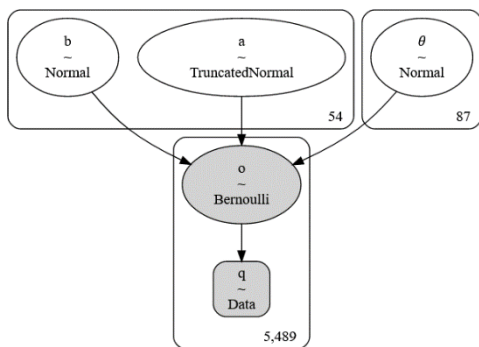 b
~
Normal
a
~
TruncatedNormal
54
θ
~
Normal
87
o
~
Bernoulli
q
~
Data
5,489